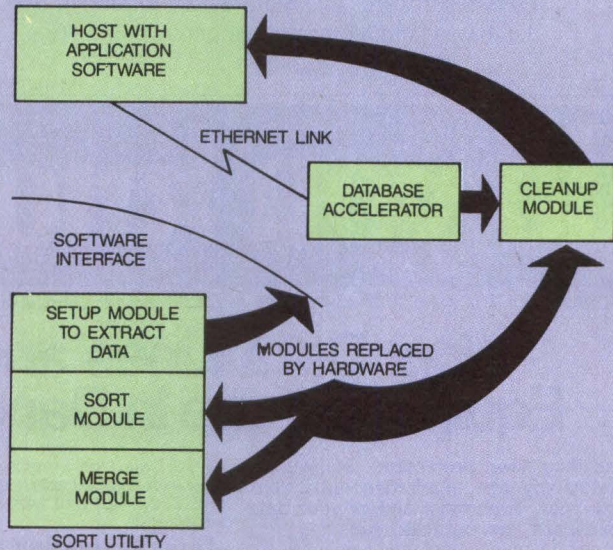 HOST WITH
APPLICATION
SOFTWARE
ETHERNET LINK
DATABASE
ACCELERATOR
CLEANUP
MODULE
SOFTWARE
INTERFACE
SETUP MODULE
TO EXTRACT
DATA
MODULES REPLACED
BY HARDWARE
SORT
MODULE
MERGE
MODULE
SORT UTILITY